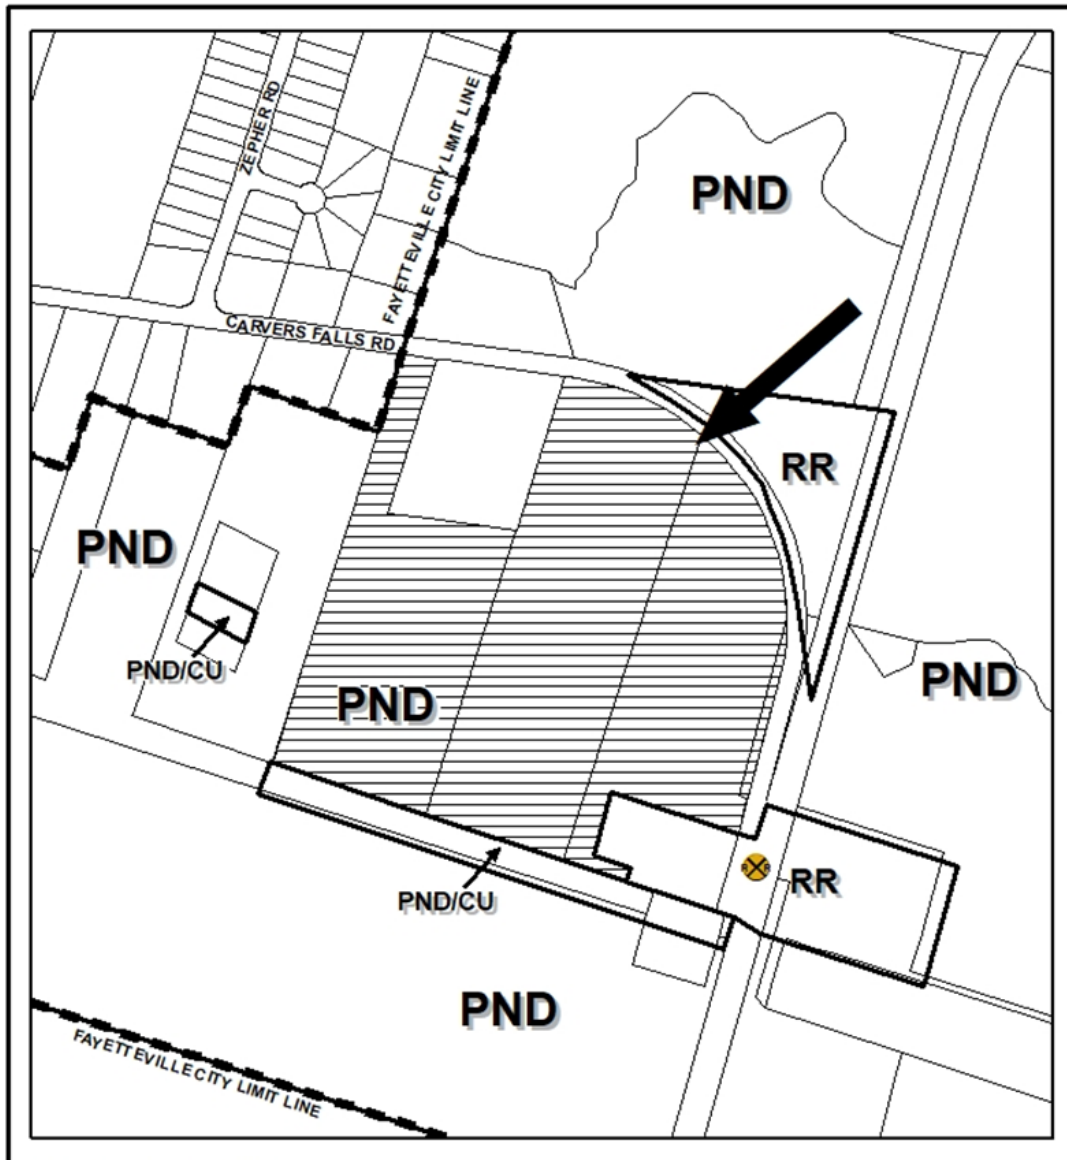 ZEPHER RD
FAYETTEVILLE CITY LIMIT LINE
PND
CARVERS FALLS RD
RR
PND
PND/CU
PND
PND
PND/CU
R R
RR
PND
FAYETTEVILLE CITY LIMIT LINE